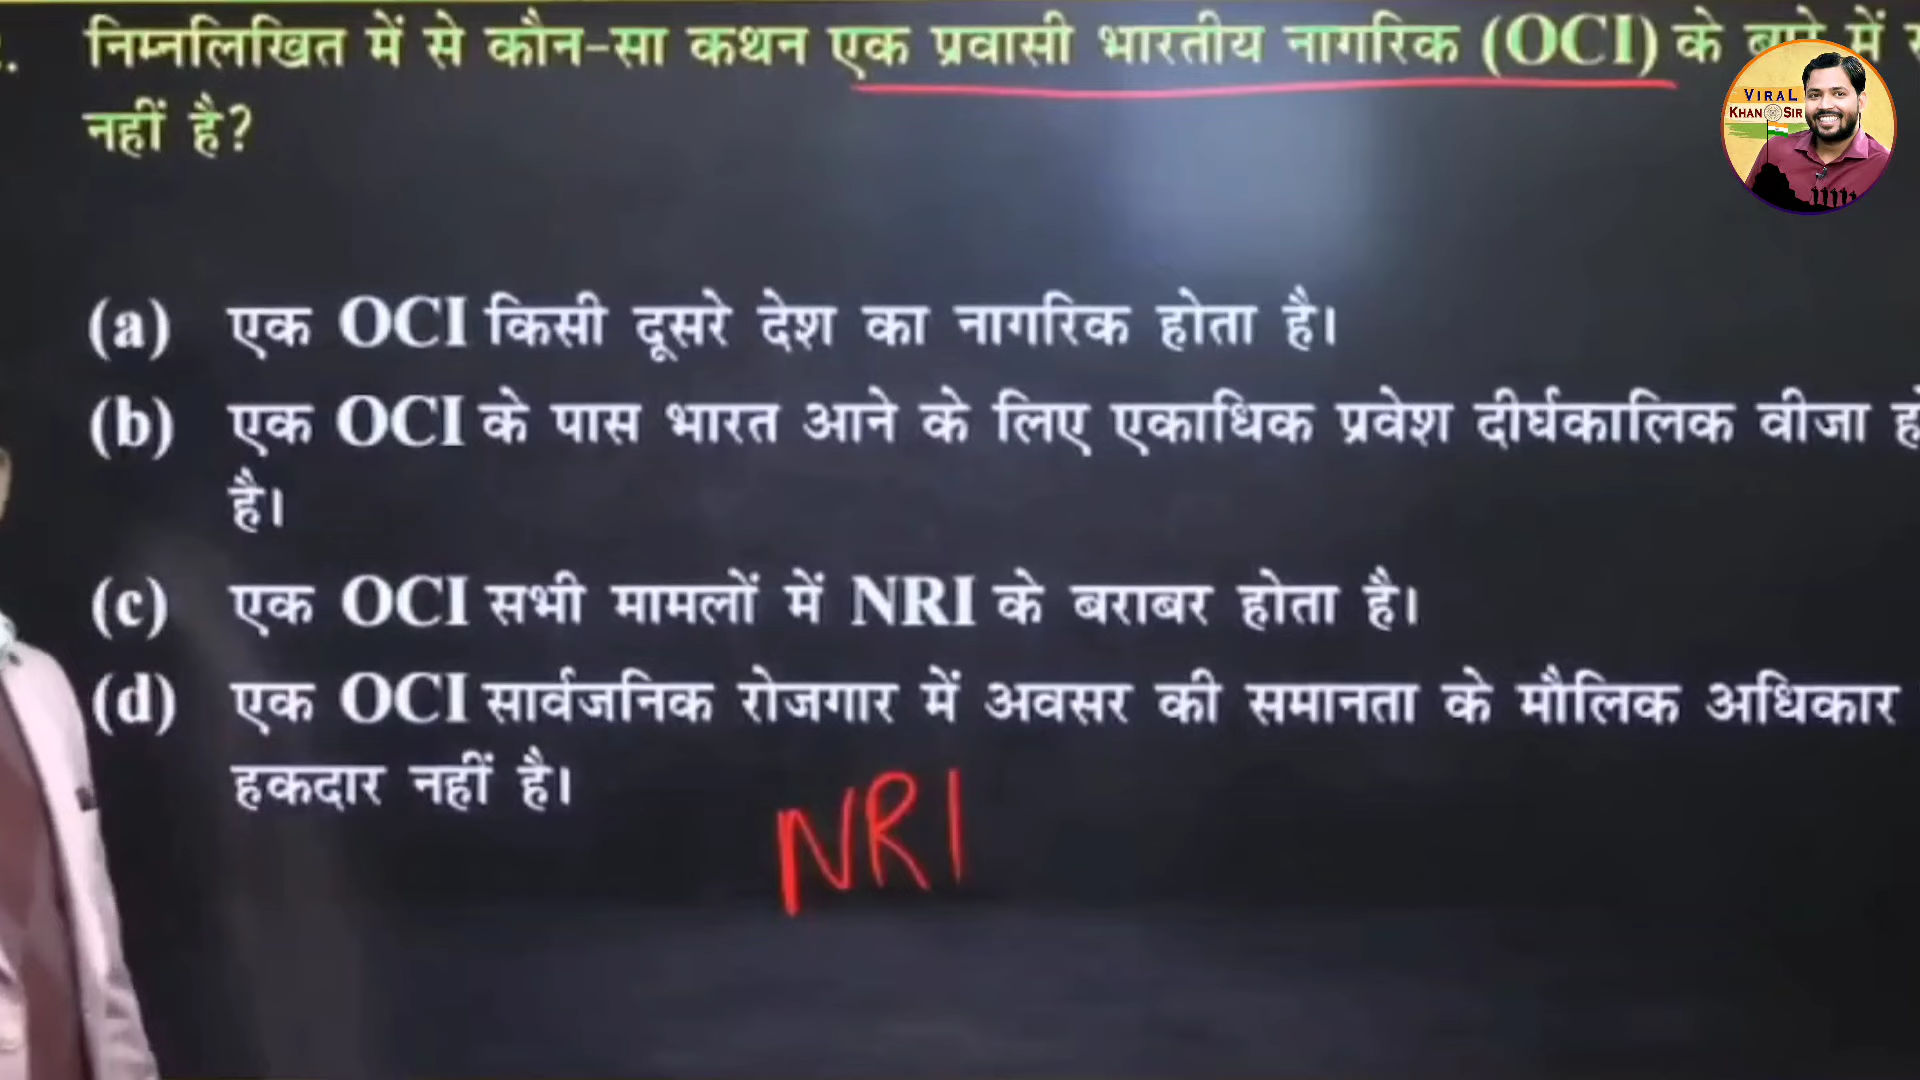 निम्नलिखित में से कौन-सा कथन एक प्रवासी भारतीय नागरिक (OCI) के बारे में
नहीं है?
VIRAL
KHAN SIR
(a) एक OCI किसी दूसरे देश का नागरिक होता है।
(b) एक OCI के पास भारत आने के लिए एकाधिक प्रवेश दीर्घकालिक वीजा
है।
(c) एक OCI सभी मामलों में NRI के बराबर होता है।
(d) एक OCI सार्वजनिक रोजगार में अवसर की समानता के मौलिक अधिकार
हकदार नहीं है।
NRI